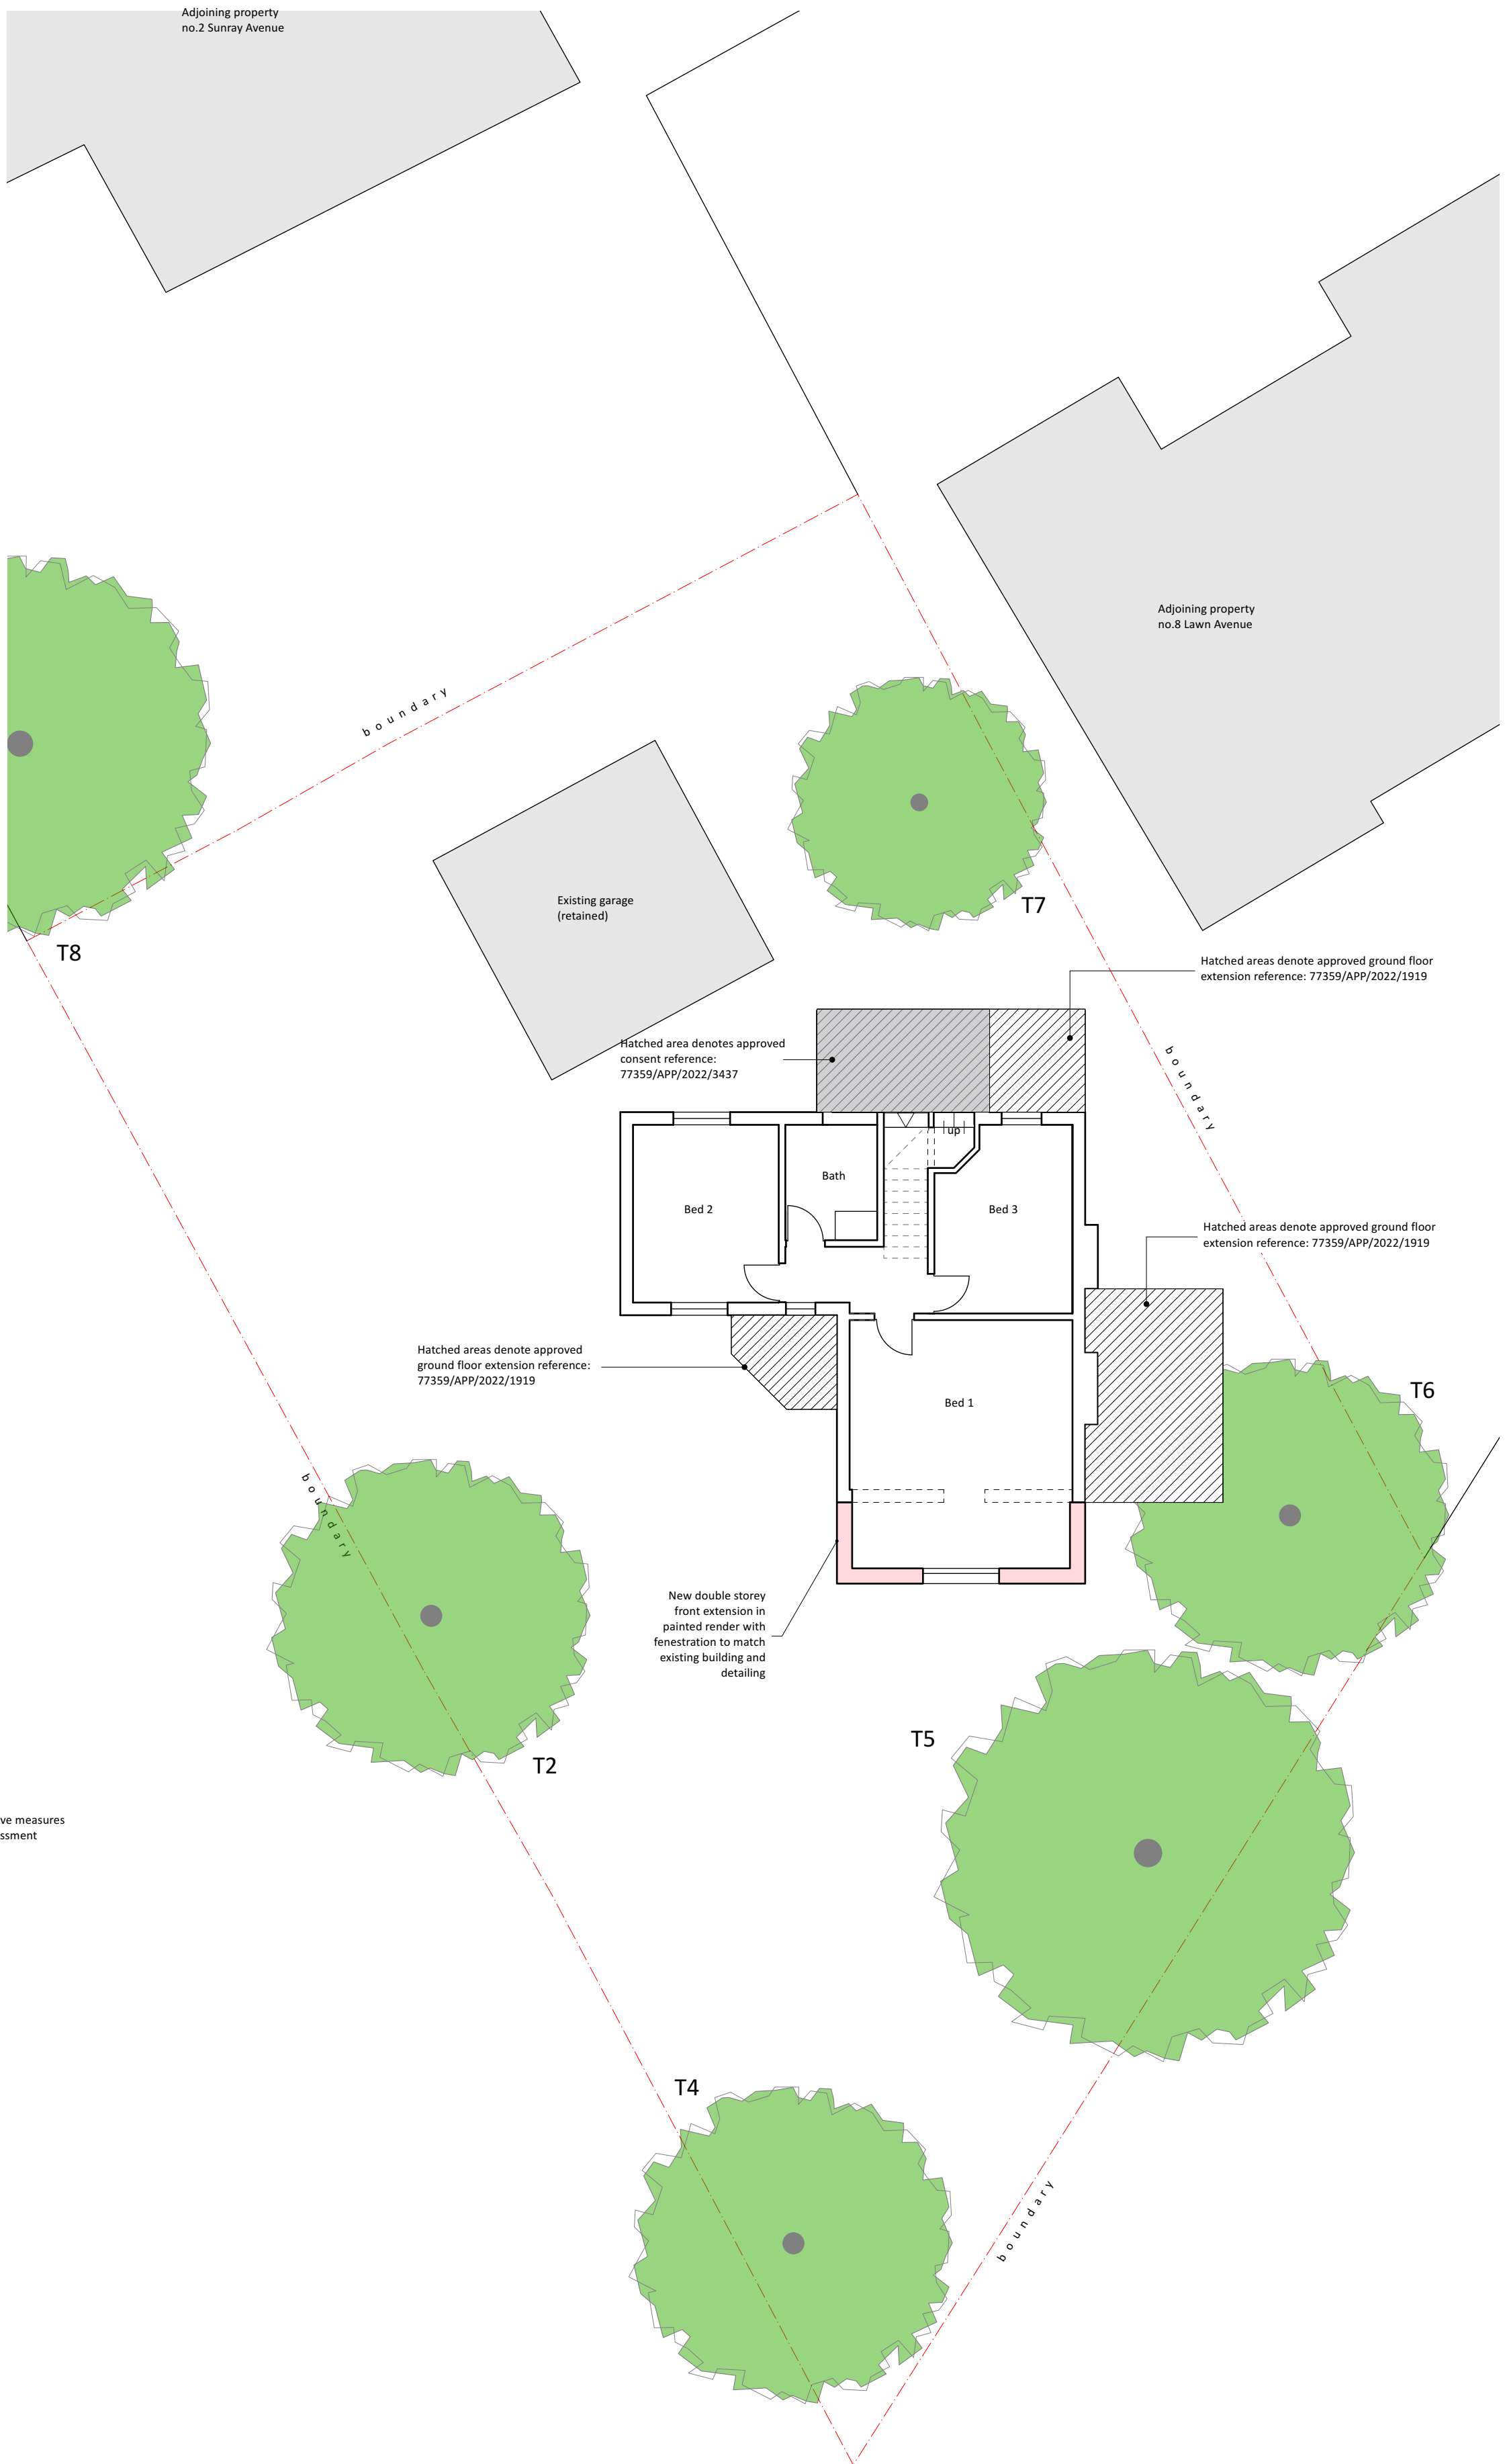 Adjoining property
no.2 Sunray Avenue
Adjoining property
no.8 Lawn Avenue
boundary
Existing garage
(retained)
T7
T8
Hatched areas denote approved ground floor
extension reference: 77359/APP/2022/1919
Hatched area denotes approved
consent reference:
77359/APP/2022/3437
boundary
up
Bath
Bed 2
Bed 3
Hatched areas denote approved ground floor
extension reference: 77359/APP/2022/1919
Hatched areas denote approved
ground floor extension reference:
77359/APP/2022/1919
Bed 1
T6
boundary
New double storey
front extension in
painted render with
fenestration to match
existing building and
detailing
T5
T2
ve measures
ssment
T4
boundary